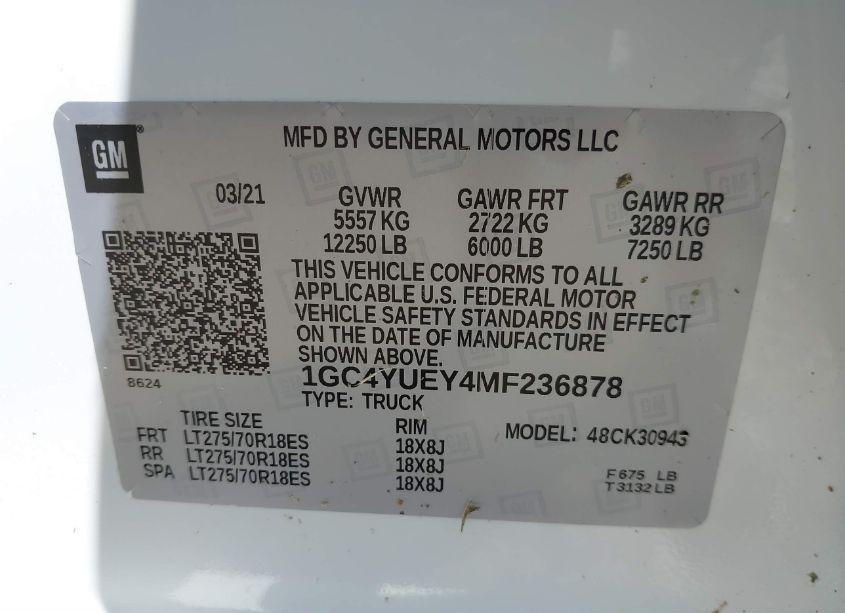 GM
MFD BY GENERAL MOTORS LLC
03/21
GVWR GAWR FRT GAWR RR
5557 KG 2722 KG 3289 KG
12250 LB 6000 LB 7250 LB
THIS VEHICLE CONFORMS TO ALL
APPLICABLE U.S. FEDERAL MOTOR
VEHICLE SAFETY STANDARDS IN EFFECT
ON THE DATE OF MANUFACTURE
SHOWN ABOVE.
8624
1GC4YUEY4MF236878
TYPE: TRUCK
TIRE SIZE RIM
FRT LT275/70R18ES 18X8J
RR LT275/70R18ES 18X8J
SPA LT275/70R18ES 18X8J
MODEL: 48CK30943
F 675 LB
T 3132 LB